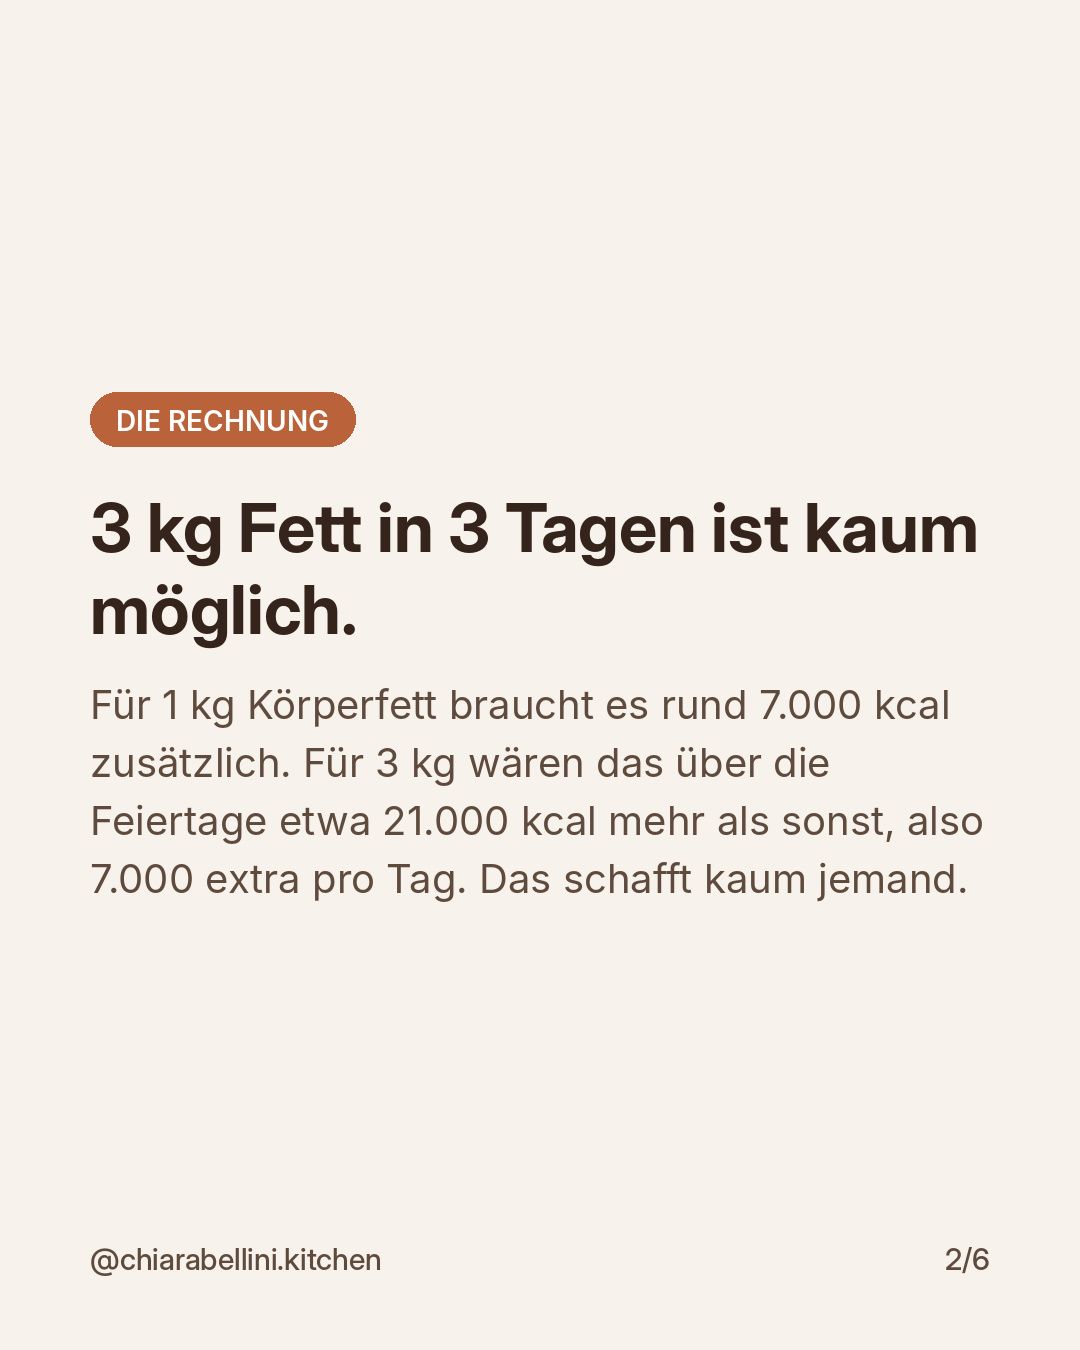 DIE RECHNUNG
3 kg Fett in 3 Tagen ist kaum
möglich.
Für 1 kg Körperfett braucht es rund 7.000 kcal
zusätzlich. Für 3 kg wären das über die
Feiertage etwa 21.000 kcal mehr als sonst, also
7.000 extra pro Tag. Das schafft kaum jemand.
@chiarabellini.kitchen
2/6